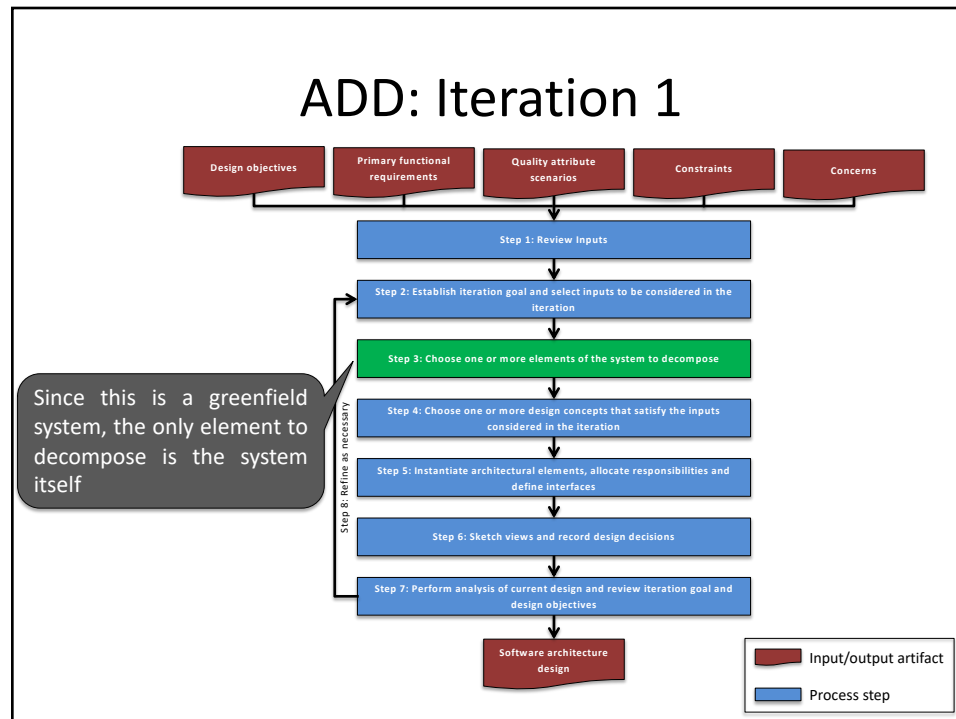 ADD: Iteration 1
Design objectives
Primary functional
requirements
Quality attribute
scenarios
Constraints
Concerns
Step 1: Review Inputs
Step 2: Establish iteration goal and select inputs to be considered in the
iteration
Step 3: Choose one or more elements of the system to decompose
Since this is a greenfield
system, the only element to
decompose is the system
itself
Step 8: Refine as necessary
Step 4: Choose one or more design concepts that satisfy the inputs
considered in the iteration
Step 5: Instantiate architectural elements, allocate responsibilities and
define interfaces
Step 6: Sketch views and record design decisions
Step 7: Perform analysis of current design and review iteration goal and
design objectives
Software architecture
design
Input/output artifact
Process step